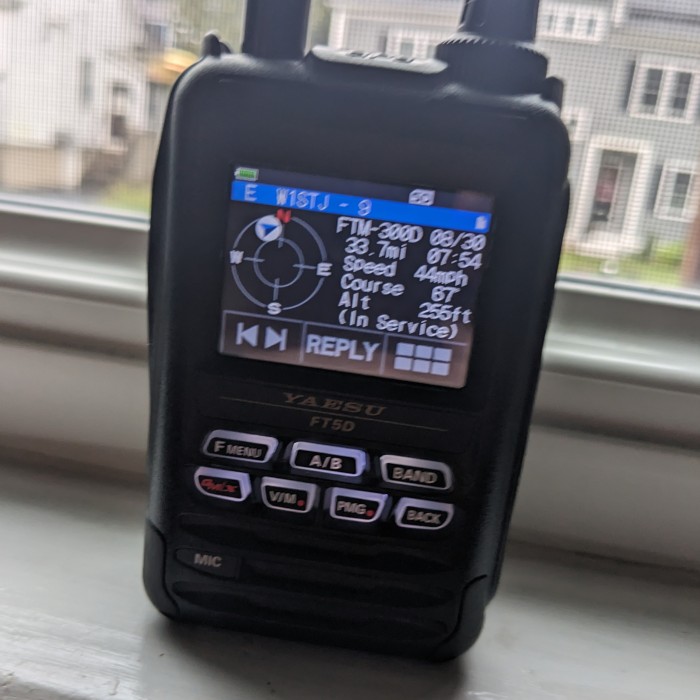 E W1STJ - 9
N
W
E
S
FTM-300D 08/30
33.7mi 07:54
Speed 44mph
Course 67°
Alt 255ft
(In Service)
REPLY
YAESU
FT5D
F MENU
A/B
BAND
V/M
PMG
BACK
MIC